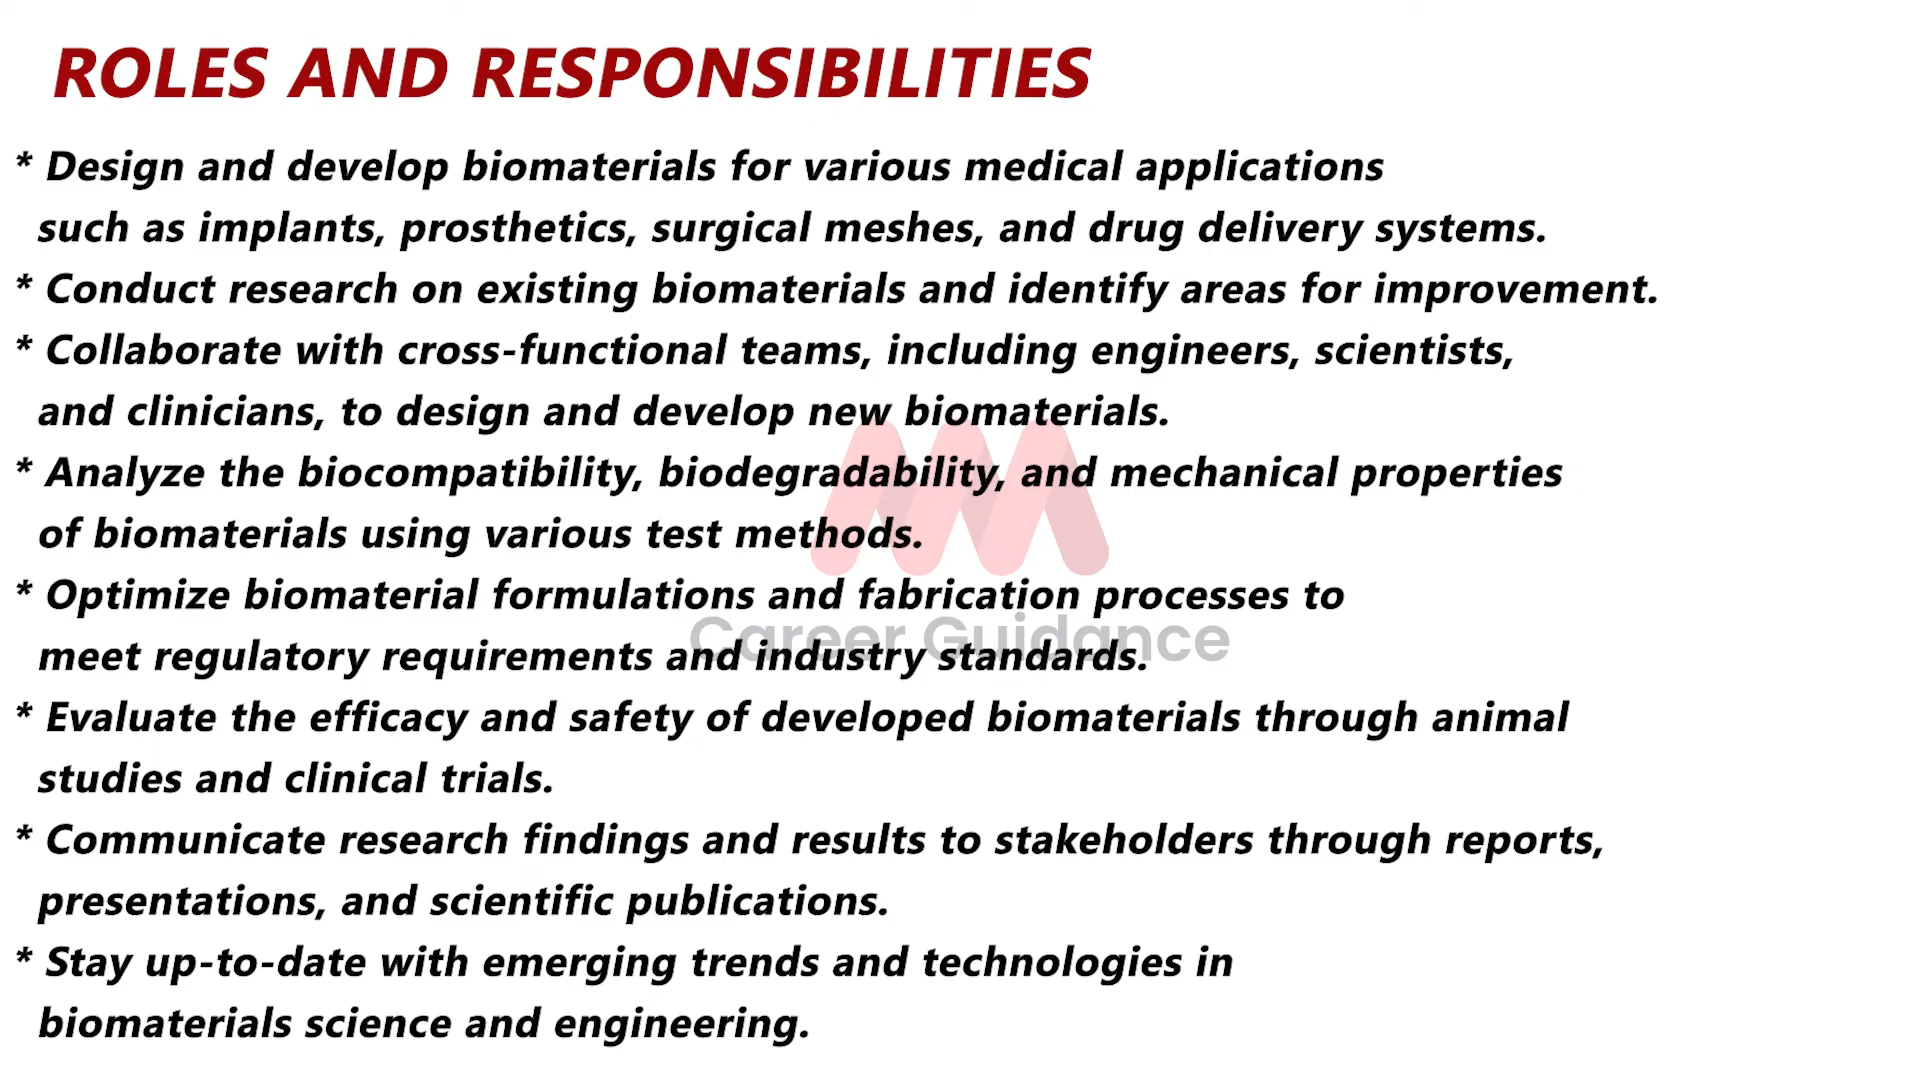 ROLES AND RESPONSIBILITIES
* Design and develop biomaterials for various medical applications
such as implants, prosthetics, surgical meshes, and drug delivery systems.
* Conduct research on existing biomaterials and identify areas for improvement.
* Collaborate with cross-functional teams, including engineers, scientists,
and clinicians, to design and develop new biomaterials.
* Analyze the biocompatibility, biodegradability, and mechanical properties
of biomaterials using various test methods.
* Optimize biomaterial formulations and fabrication processes to
Career Guidance
meet regulatory requirements and industry standards.
* Evaluate the efficacy and safety of developed biomaterials through animal
studies and clinical trials.
* Communicate research findings and results to stakeholders through reports,
presentations, and scientific publications.
* Stay up-to-date with emerging trends and technologies in
biomaterials science and engineering.